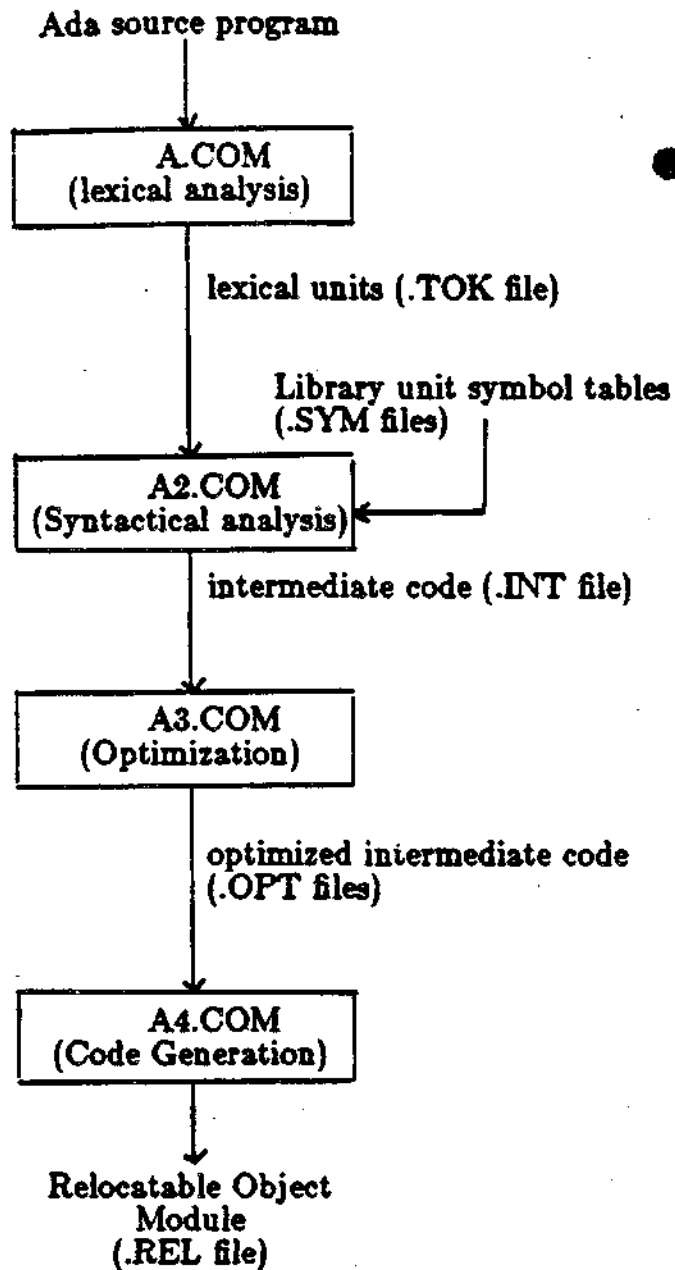 Ada source program
A.COM
(lexical analysis)
lexical units (.TOK file)
Library unit symbol tables
(.SYM files)
A2.COM
(Syntactical analysis)
intermediate code (.INT file)
A3.COM
(Optimization)
optimized intermediate code
(.OPT files)
A4.COM
(Code Generation)
Relocatable Object
Module
(.REL file)